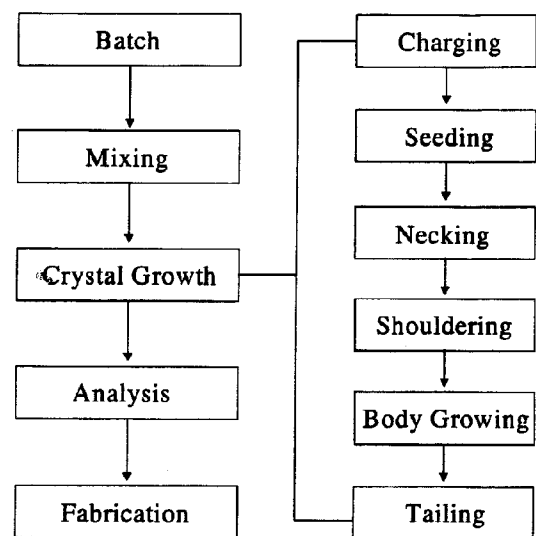 Batch
Mixing
Crystal Growth
Analysis
Fabrication
Charging
Seeding
Necking
Shouldering
Body Growing
Tailing